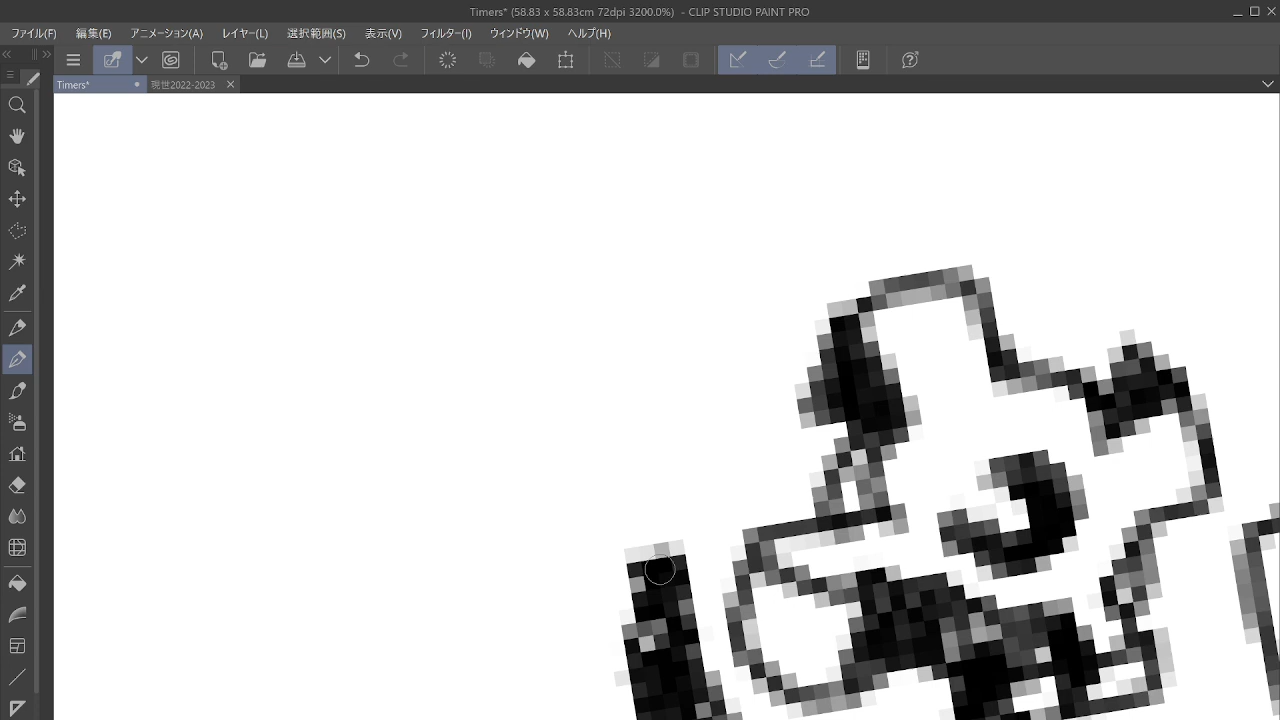 Timers* (58.83 x 58.83cm 72dpi 3200.0%) - CLIP STUDIO PAINT PRO
ファイル(F) 編集(E) アニメーション(A) レイヤー(L) 選択範囲(S) 表示(V) フィルター(I) ウィンドウ(W) ヘルプ(H)
Timers* 現世2022-2023